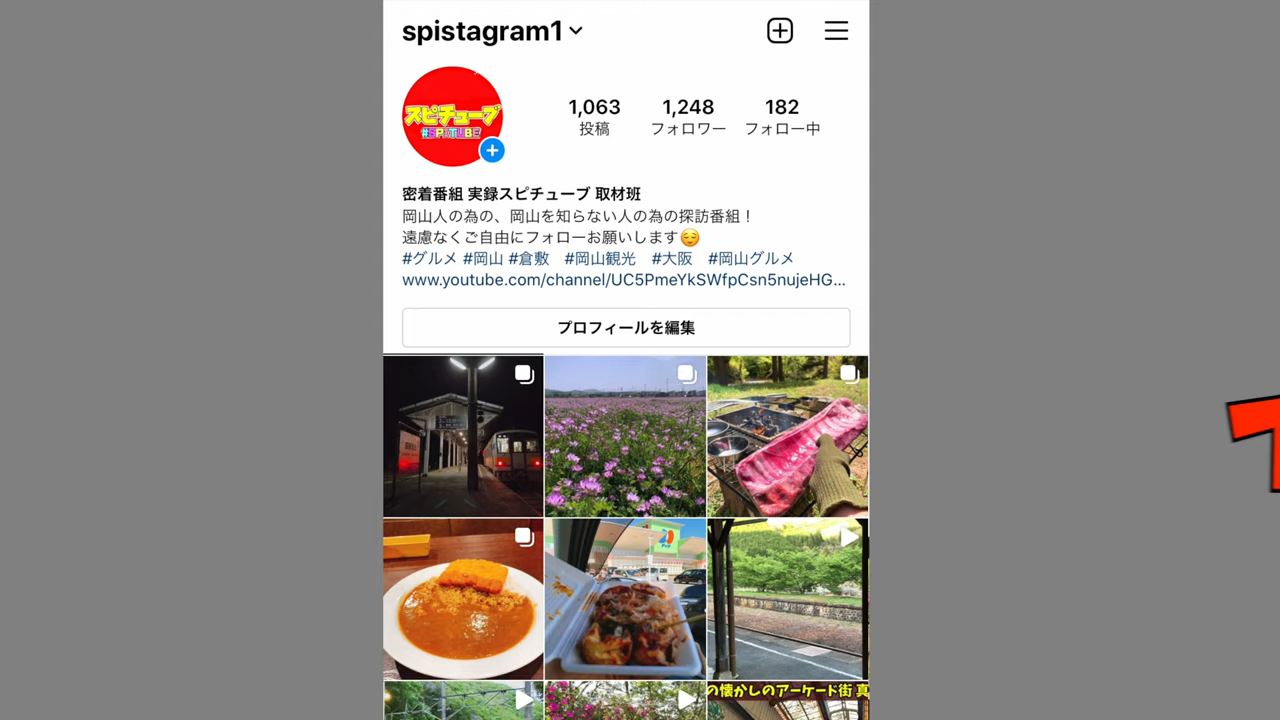 spistagram1
スピチューブ
#SPITUBE
1,063
投稿
1,248
フォロワー
182
フォロー中
密着番組 実録スピチューブ 取材班
岡山人の為の、岡山を知らない人の為の探訪番組！
遠慮なくご自由にフォローお願いします😌
#グルメ #岡山 #倉敷 #岡山観光 #大阪 #岡山グルメ
www.youtube.com/channel/UC5PmeYkSWfpCsn5nujeHG...
プロフィールを編集
の懐かしのアーケード街 真